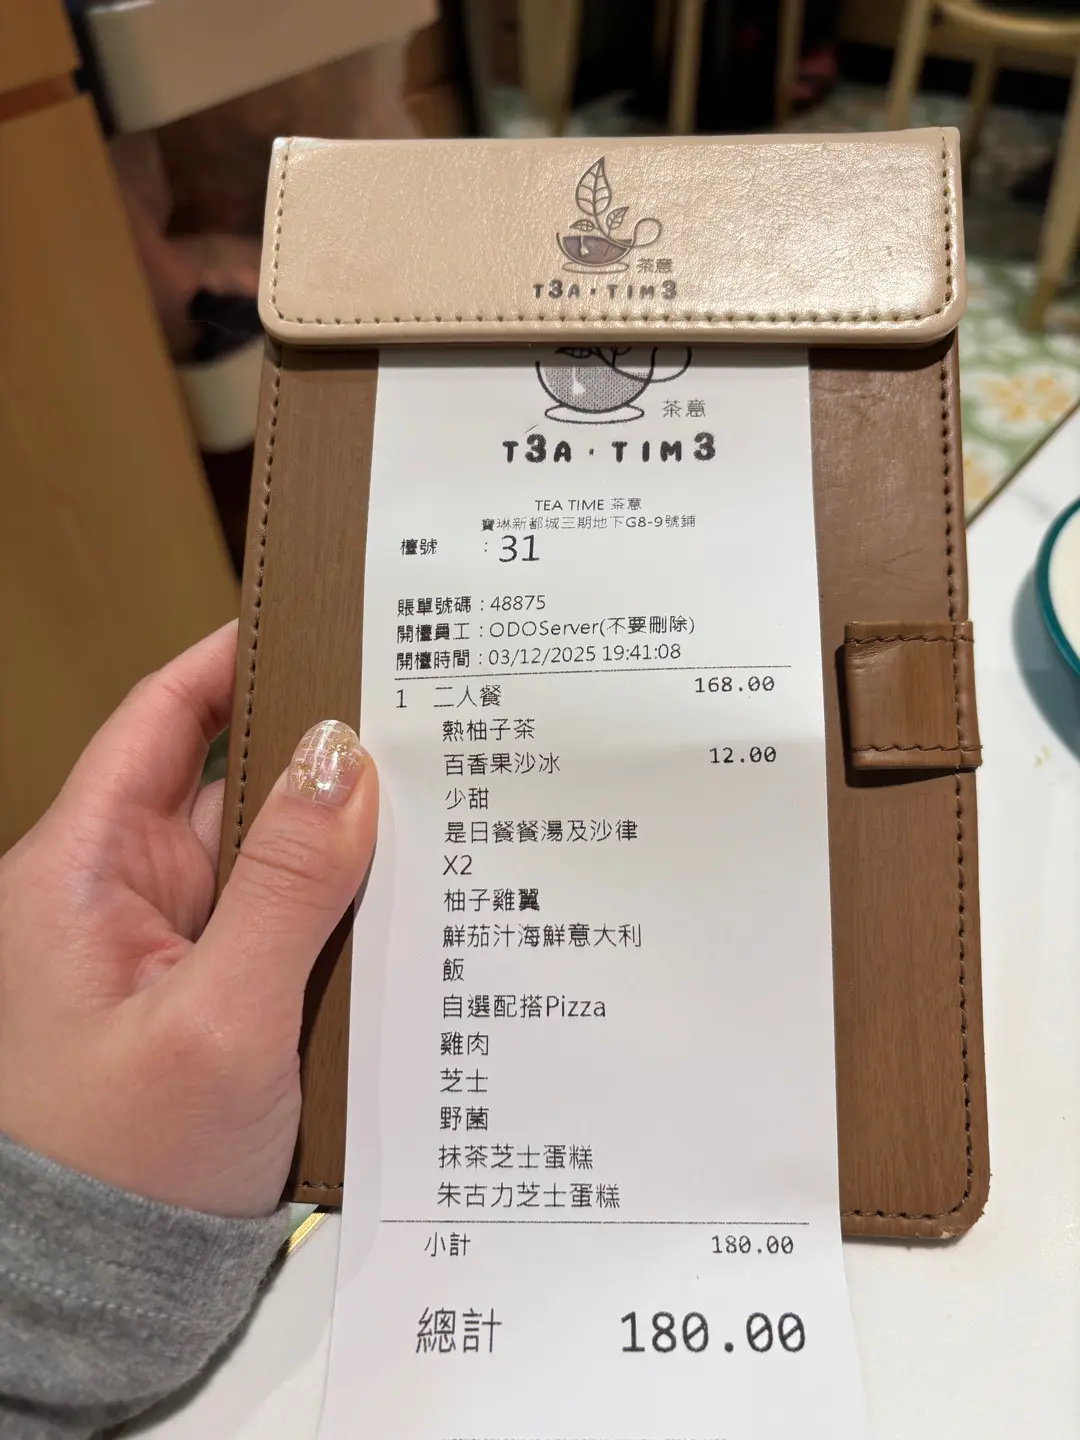 茶意
T3A·TIM3
茶意
T3A·TIM3
TEA TIME 茶意
寶琳新都城三期地下G8-9號鋪
檯號 : 31
賬單號碼 : 48875
開檯員工 : ODOServer(不要刪除)
開檯時間 : 03/12/2025 19:41:08
1 二人餐 168.00
熱柚子茶
百香果沙冰 12.00
少甜
是日餐餐湯及沙律
X2
柚子雞翼
鮮茄汁海鮮意大利
飯
自選配搭Pizza
雞肉
芝士
野菌
抹茶芝士蛋糕
朱古力芝士蛋糕
小計 180.00
總計 180.00